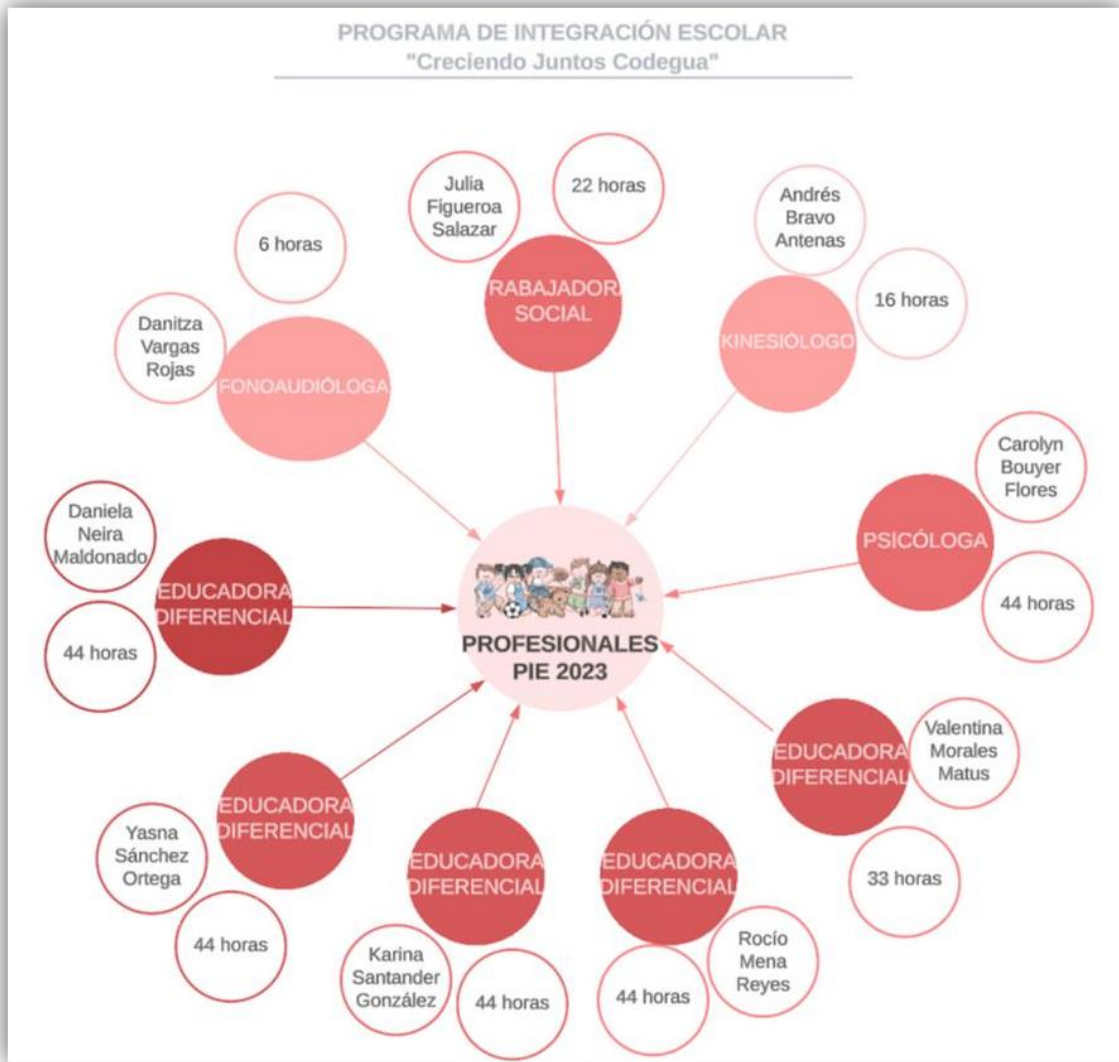 PROGRAMA DE INTEGRACIÓN ESCOLAR
"Creciendo Juntos Codegua"
Julia
Figueroa
Salazar
22 horas
RABAJADORA
SOCIAL
Andrés
Bravo
Antenas
16 horas
KINESIÓLOGO
6 horas
Danitza
Vargas
Rojas
FONOAUDIÓLOGA
Carolyn
Bouyer
Flores
PSICÓLOGA
44 horas
Daniela
Neira
Maldonado
EDUCADORA
DIFERENCIAL
44 horas
PROFESIONALES
PIE 2023
Valentina
Morales
Matus
EDUCADORA
DIFERENCIAL
33 horas
EDUCADORA
DIFERENCIAL
Yasna
Sánchez
Ortega
44 horas
EDUCADORA
DIFERENCIAL
Karina
Santander
González
44 horas
EDUCADORA
DIFERENCIAL
44 horas
Rocío
Mena
Reyes